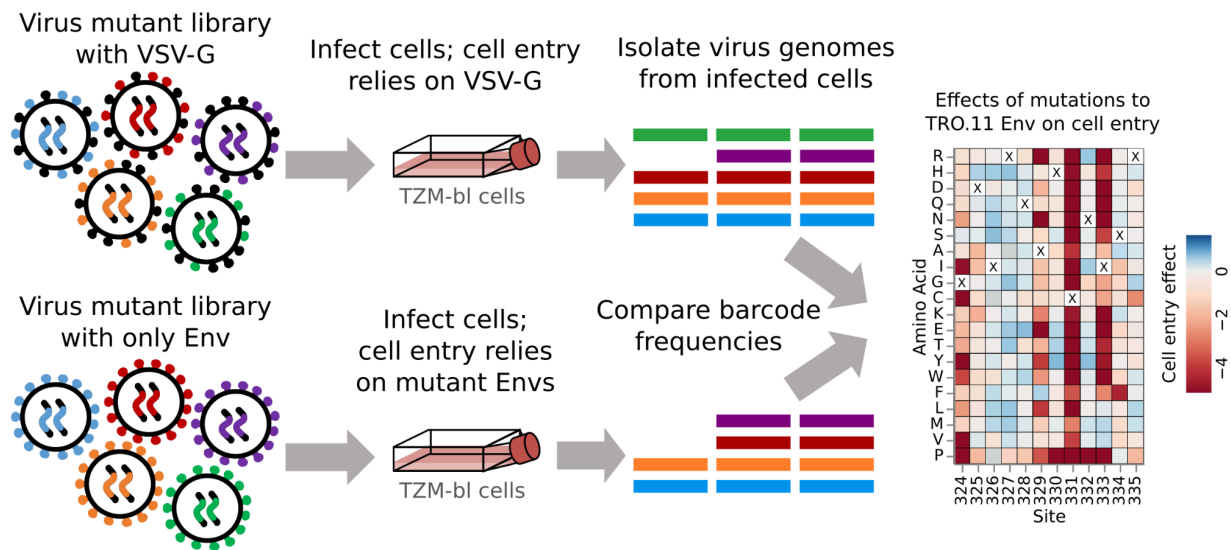 Virus mutant library
with VSV-G
Infect cells; cell entry
relies on VSV-G
TZM-bl cells
Isolate virus genomes
from infected cells
Virus mutant library
with only Env
Infect cells;
cell entry relies
on mutant Envs
TZM-bl cells
Compare barcode
frequencies
Effects of mutations to
TRO.11 Env on cell entry
Amino Acid
R X X
H X
D X
Q X
N X
S X
A X
I X X
G X
C X
K
E
T
Y
W
F
L
M
V
P
324 325 326 327 328 329 330 331 332 333 334 335
Site
Cell entry effect
0
−2
−4